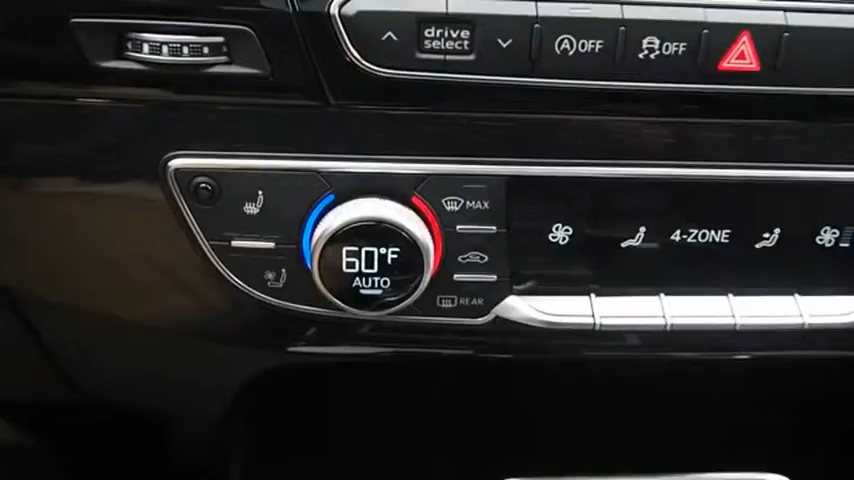 drive
select
OFF
OFF
MAX
4-ZONE
60°F
AUTO
REAR